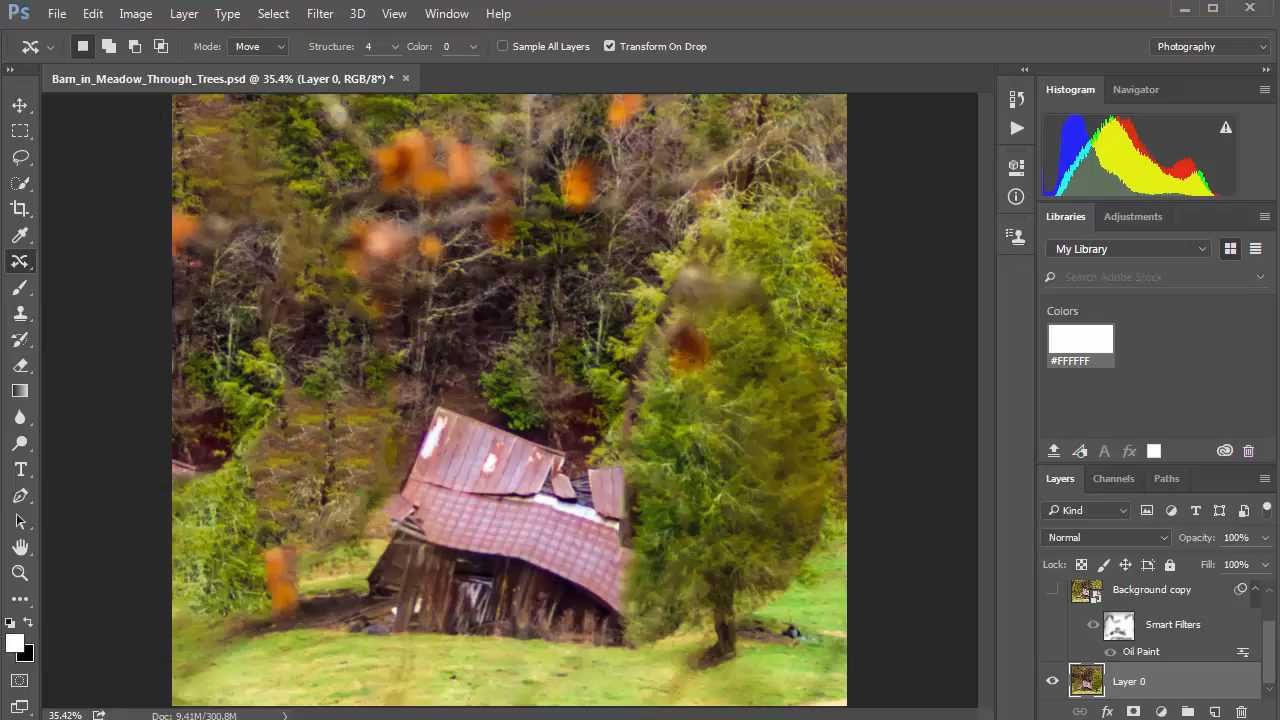 Ps File Edit Image Layer Type Select Filter 3D View Window Help
Mode: Move Structure: 4 Color: 0 Sample All Layers Transform On Drop Photography
Barn_in_Meadow_Through_Trees.psd @ 35.4% (Layer 0, RGB/8*) * ×
Histogram Navigator
Libraries Adjustments
My Library
Search Adobe Stock
Colors
#FFFFFF
Layers Channels Paths
Kind
Normal Opacity: 100%
Lock: Fill: 100%
Background copy
Smart Filters
Oil Paint
Layer 0
35.42% Doc: 9.41M/300.8M